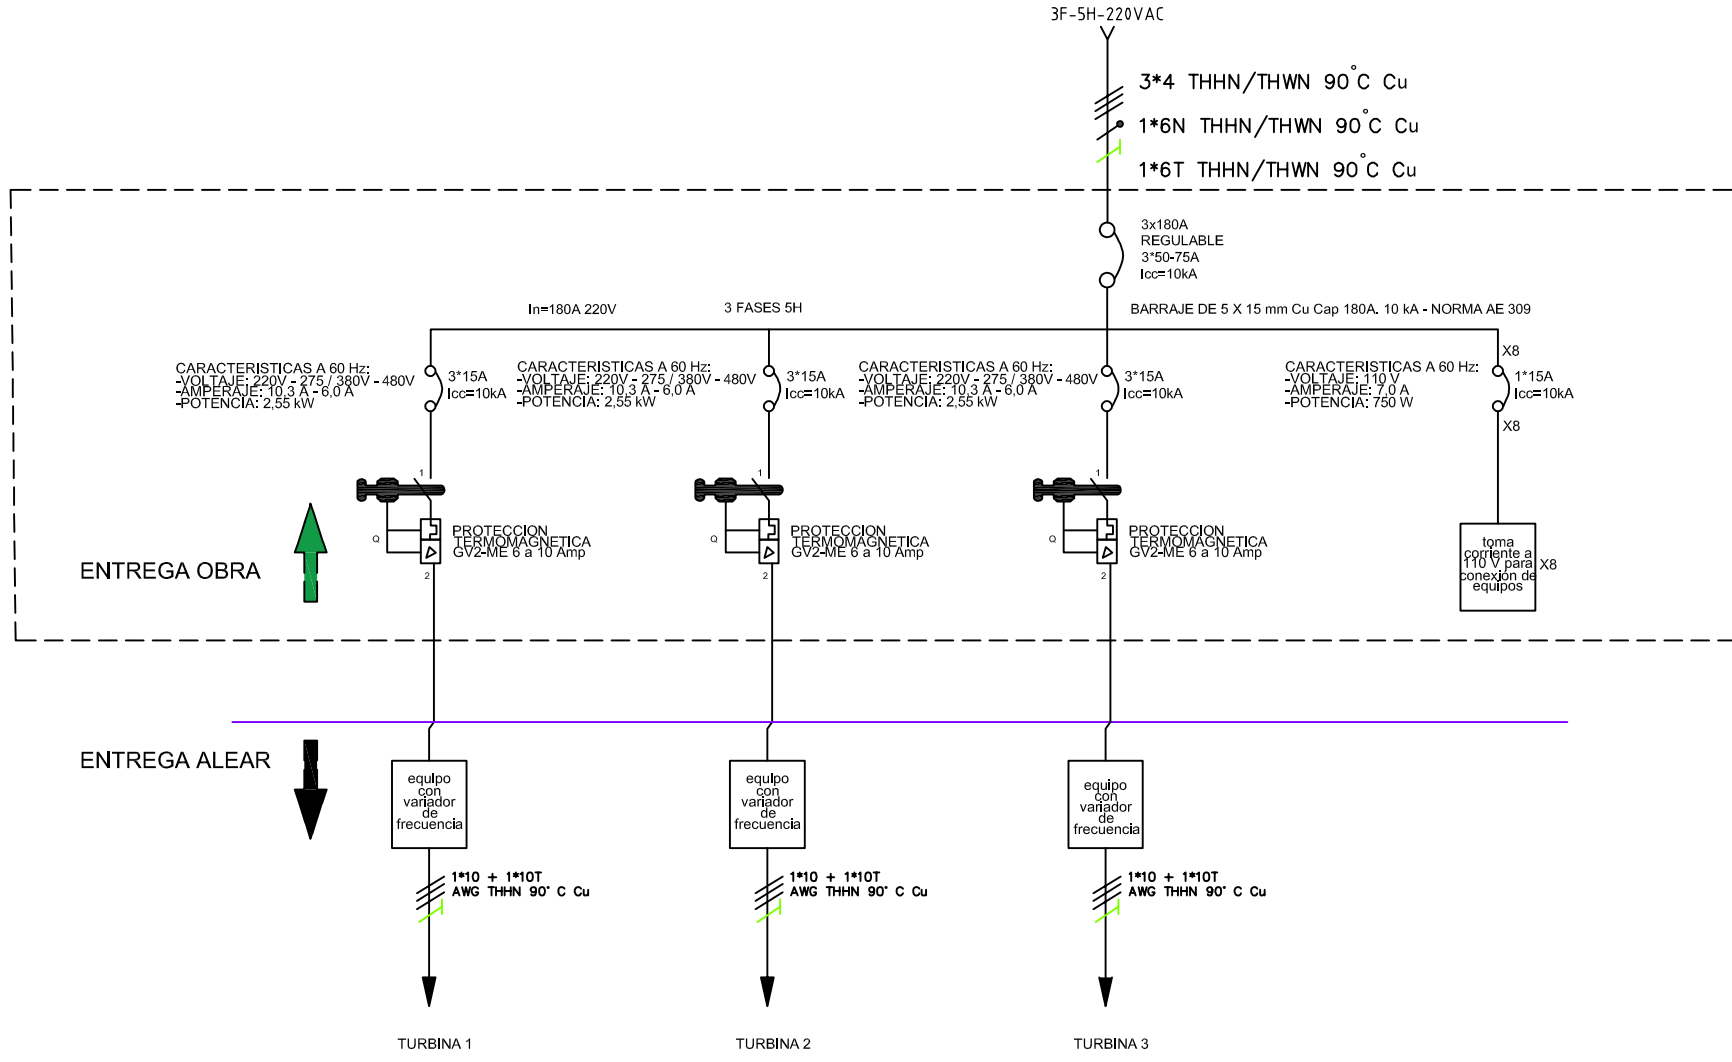 3F-5H-220VAC
3*4 THHN/THWN 90°C Cu
1*6N THHN/THWN 90°C Cu
1*6T THHN/THWN 90°C Cu
3x180A
REGULABLE
3*50-75A
Icc=10kA
In=180A 220V
3 FASES 5H
BARRAJE DE 5 X 15 mm Cu Cap 180A. 10 kA - NORMA AE 309
CARACTERISTICAS A 60 Hz:
-VOLTAJE: 220V - 275 / 380V - 480V
-AMPERAJE: 10,3 A - 6,0 A
-POTENCIA: 2,55 kW
3*15A
Icc=10kA
CARACTERISTICAS A 60 Hz:
-VOLTAJE: 220V - 275 / 380V - 480V
-AMPERAJE: 10,3 A - 6,0 A
-POTENCIA: 2,55 kW
3*15A
Icc=10kA
CARACTERISTICAS A 60 Hz:
-VOLTAJE: 220V - 275 / 380V - 480V
-AMPERAJE: 10,3 A - 6,0 A
-POTENCIA: 2,55 kW
3*15A
Icc=10kA
CARACTERISTICAS A 60 Hz:
-VOLTAJE: 110 V
-AMPERAJE: 7,0 A
-POTENCIA: 750 W
X8
1*15A
Icc=10kA
X8
1
Q
PROTECCION
TERMOMAGNETICA
GV2-ME 6 a 10 Amp
2
1
Q
PROTECCION
TERMOMAGNETICA
GV2-ME 6 a 10 Amp
2
1
Q
PROTECCION
TERMOMAGNETICA
GV2-ME 6 a 10 Amp
2
toma
corriente a
110 V para
conexión de
equipos
X8
ENTREGA OBRA
ENTREGA ALEAR
equipo
con
variador
de
frecuencia
equipo
con
variador
de
frecuencia
equipo
con
variador
de
frecuencia
1*10 + 1*10T
AWG THHN 90° C Cu
1*10 + 1*10T
AWG THHN 90° C Cu
1*10 + 1*10T
AWG THHN 90° C Cu
TURBINA 1
TURBINA 2
TURBINA 3